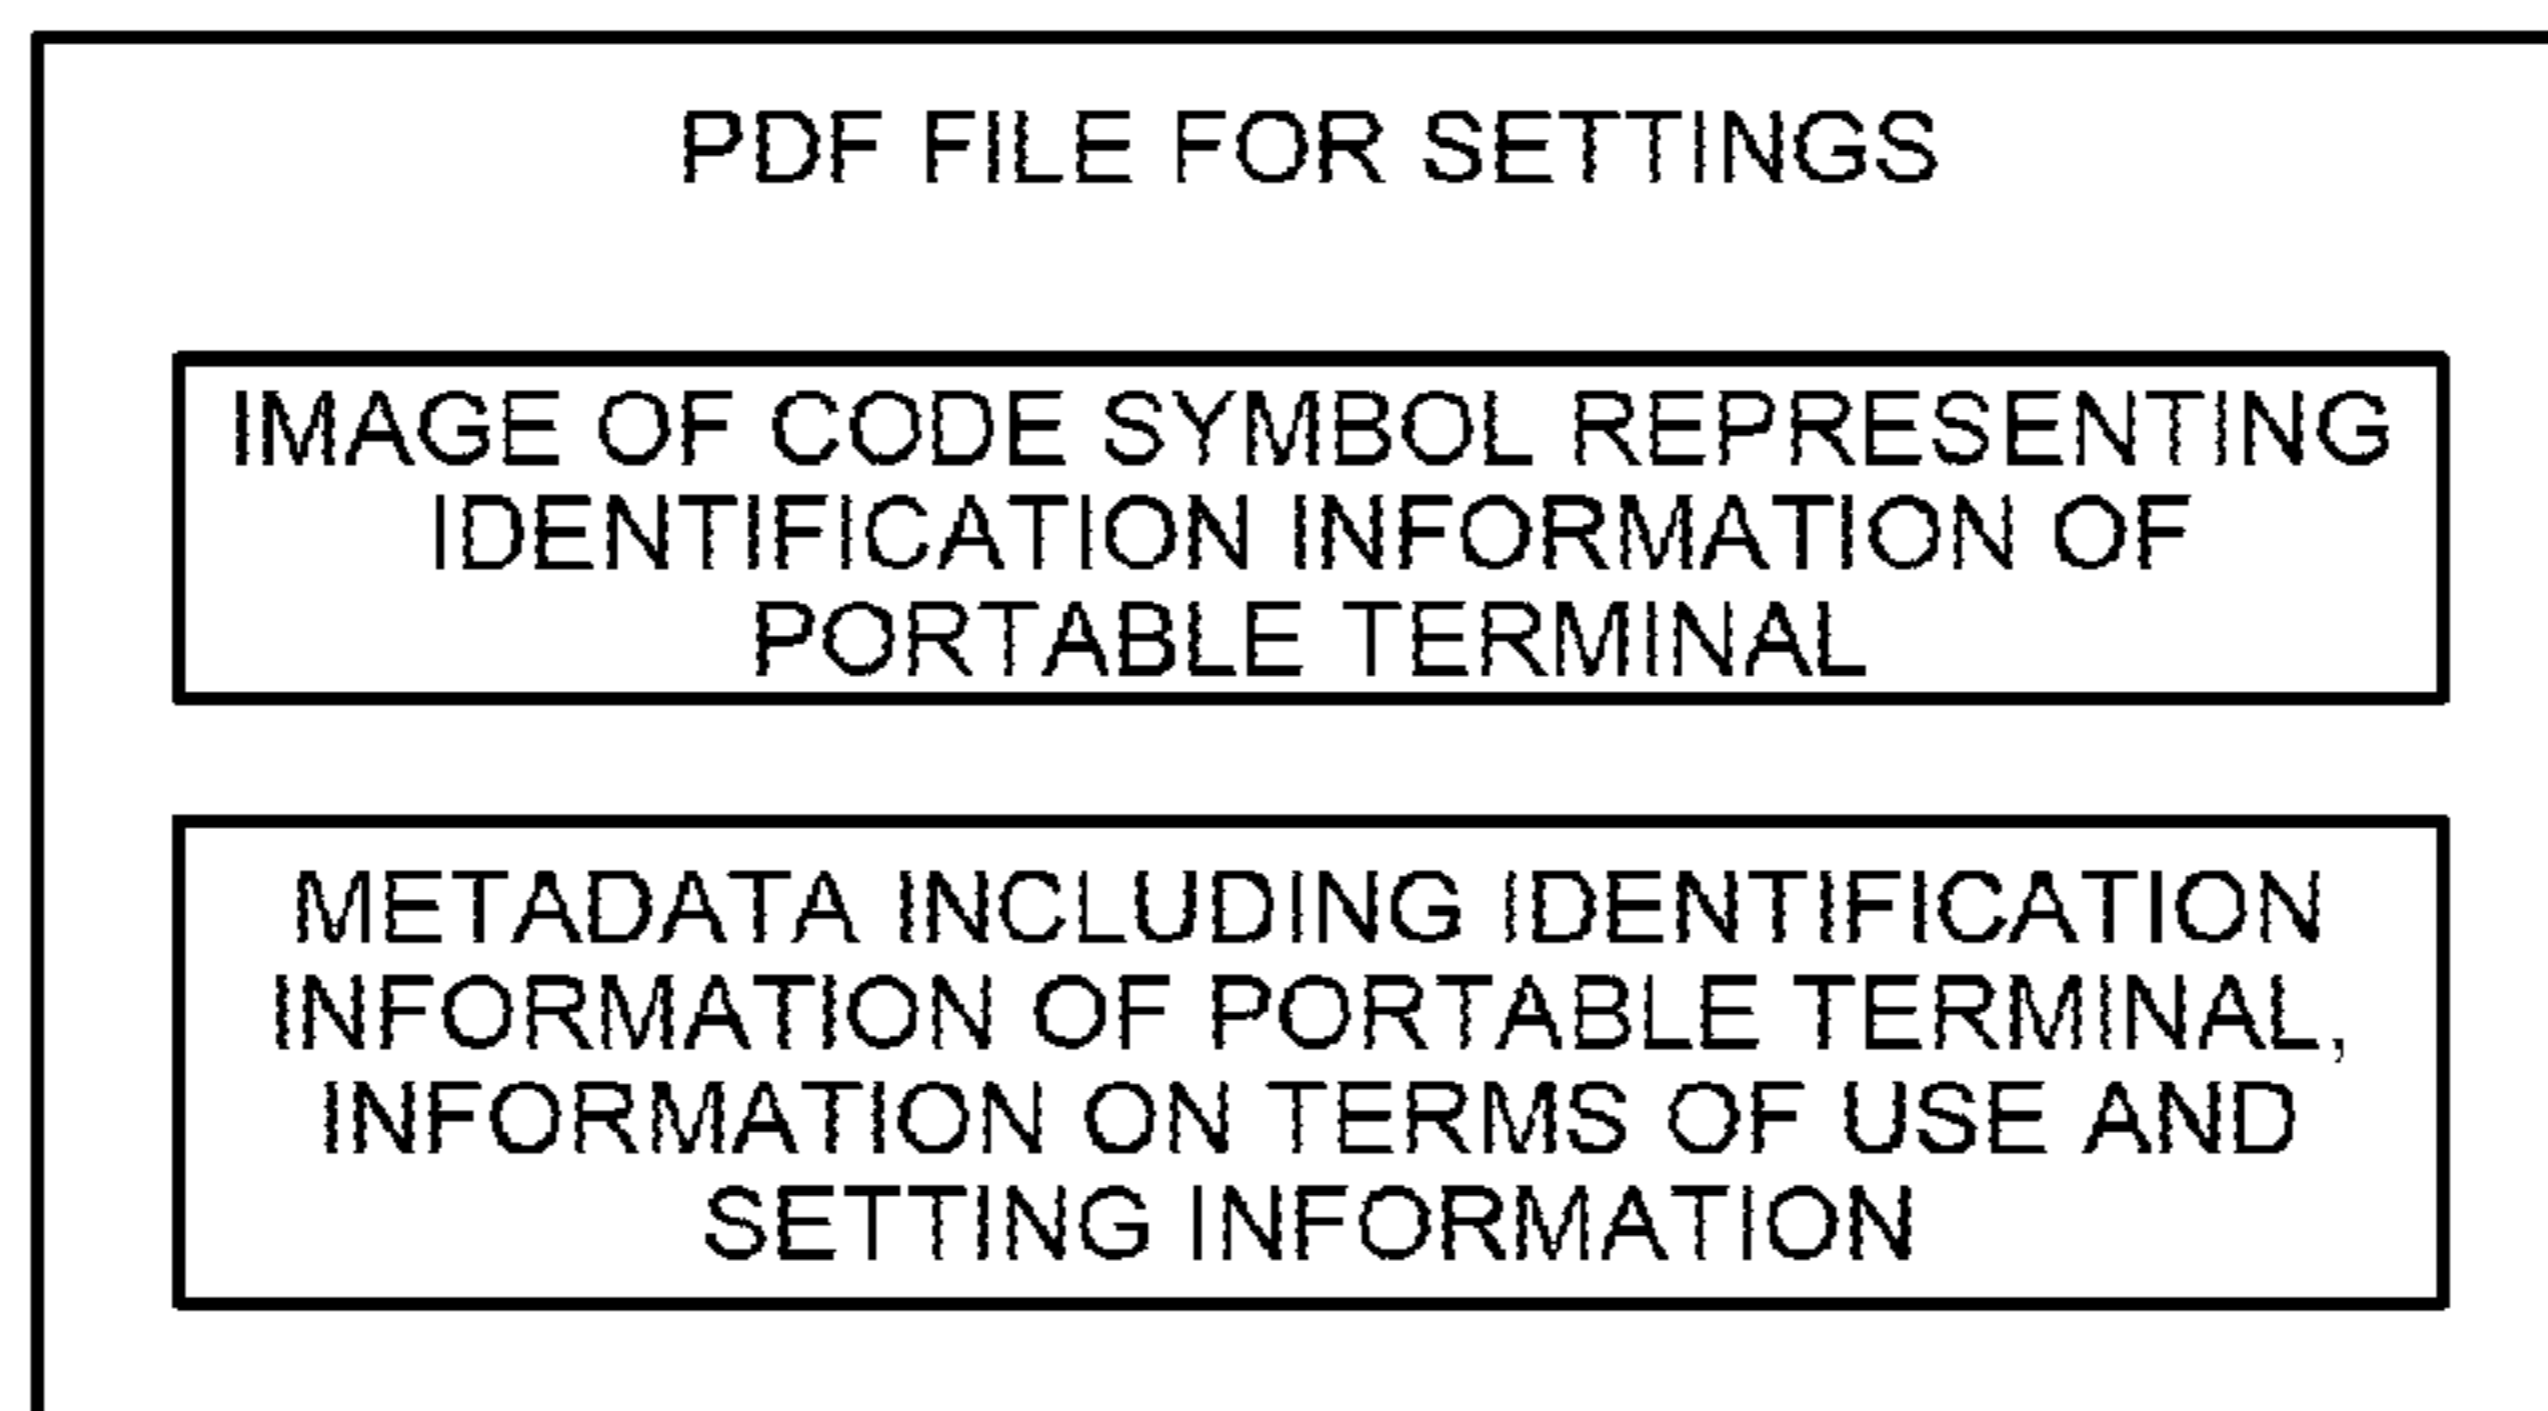 PDF FILE FOR SETTINGS
IMAGE OF CODE SYMBOL REPRESENTING
IDENTIFICATION INFORMATION OF
PORTABLE TERMINAL
METADATA INCLUDING IDENTIFICATION
INFORMATION OF PORTABLE TERMINAL,
INFORMATION ON TERMS OF USE AND
SETTING INFORMATION